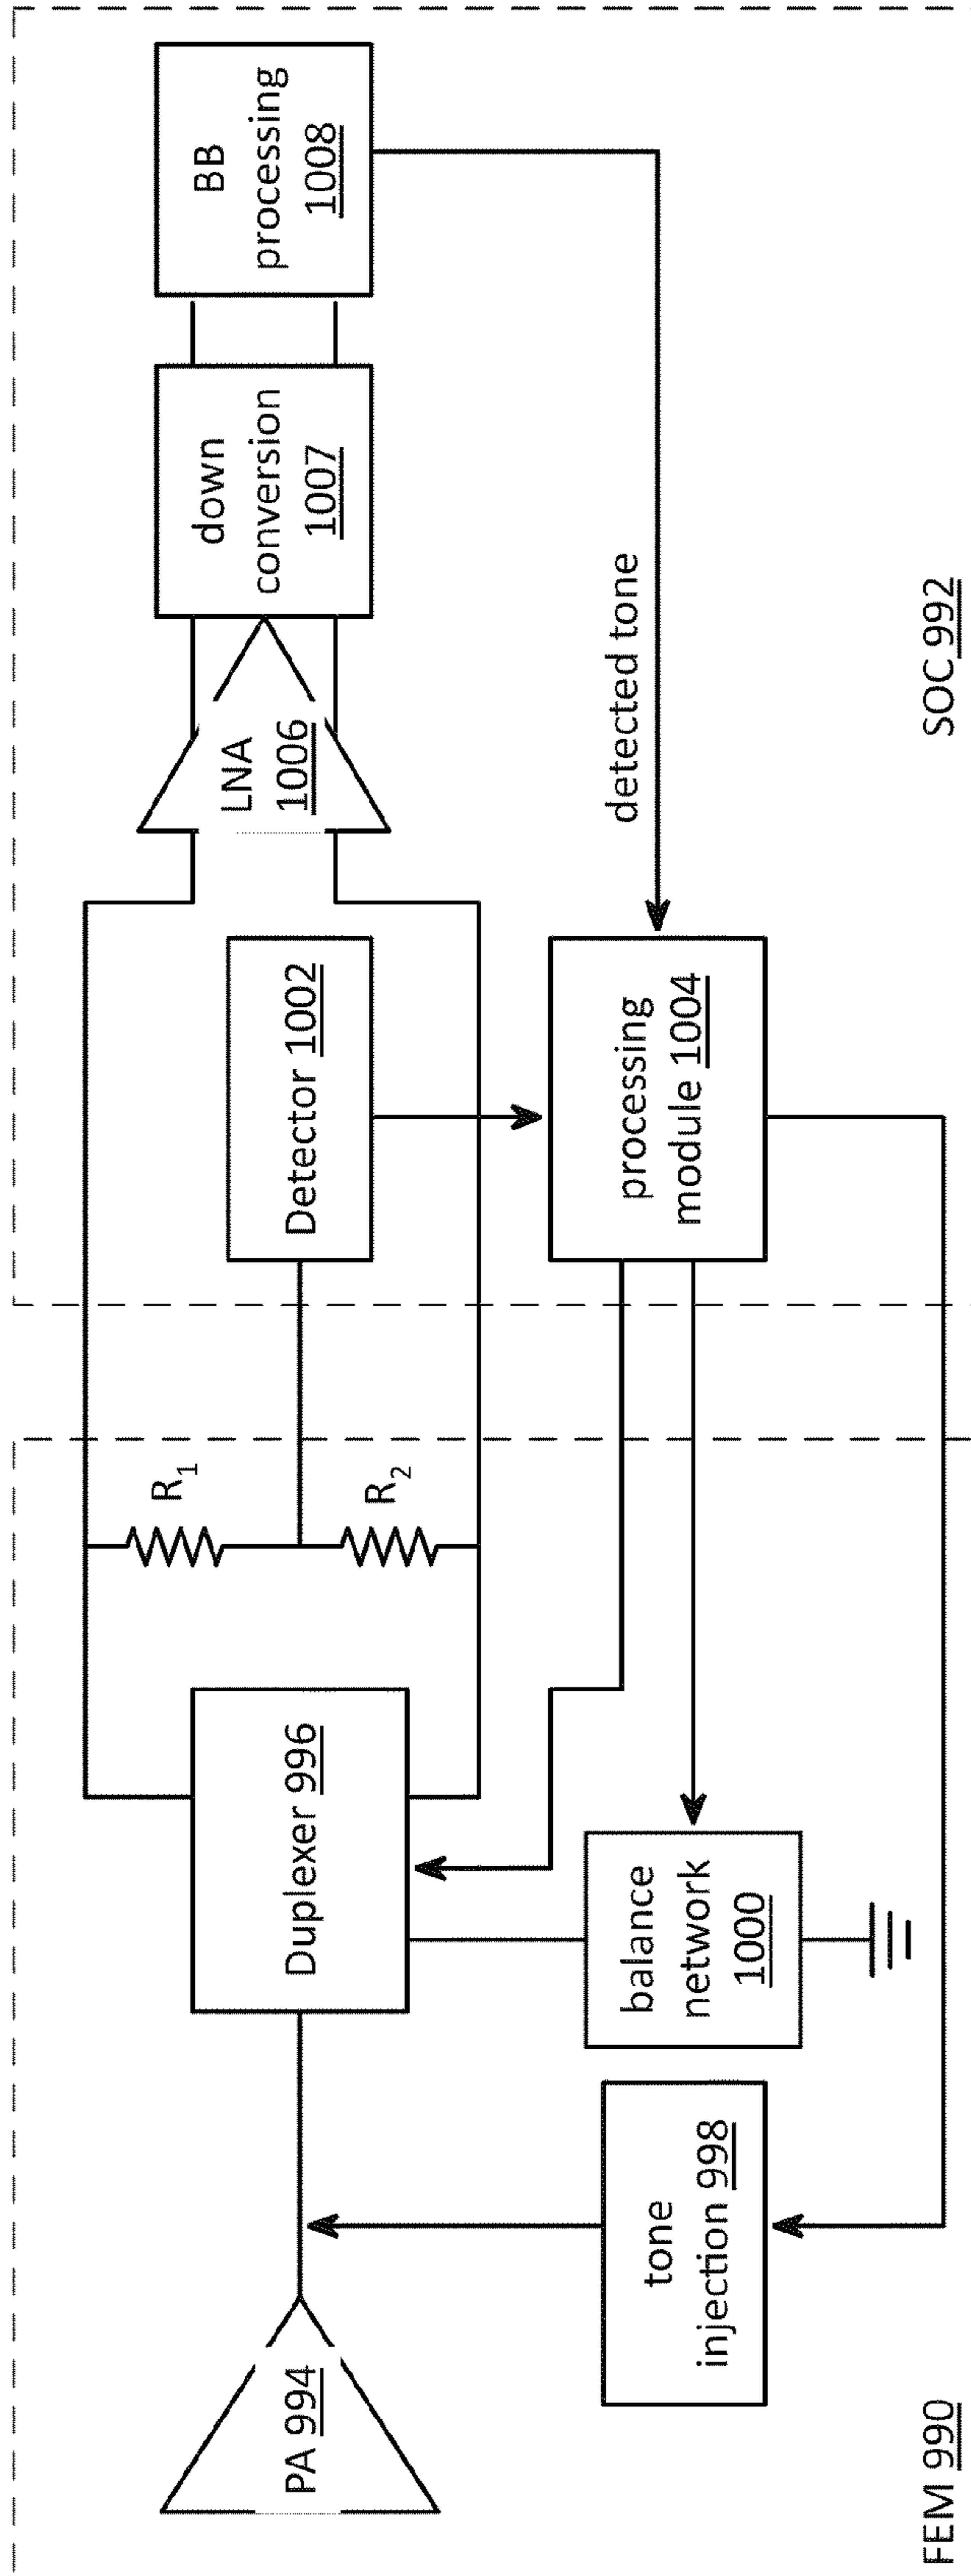 PA 994
tone
injection 998
Duplexer 996
balance
network
1000
R1
R2
Detector 1002
processing
module 1004
LNA
1006
down
conversion
1007
BB
processing
1008
detected tone
FEM 990
SOC 992